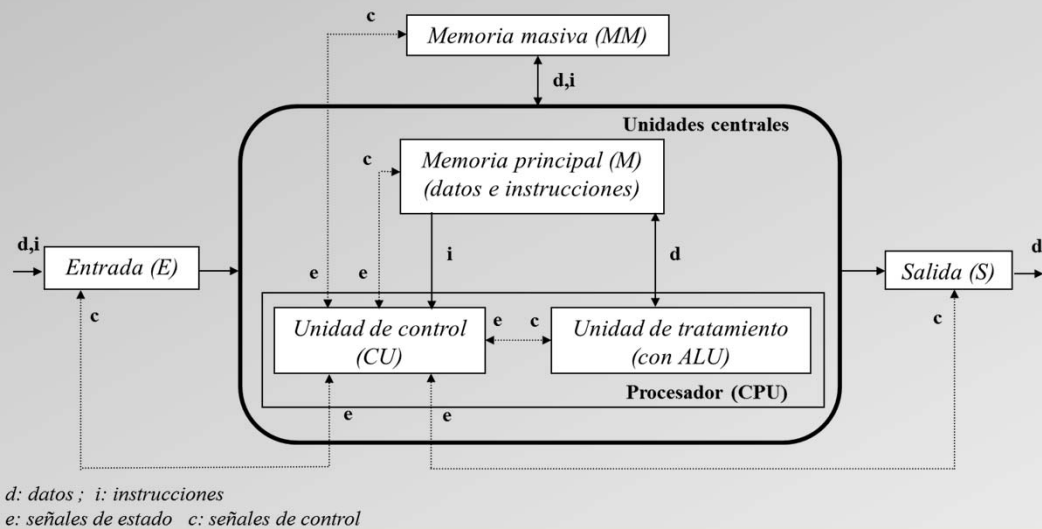 c
Memoria masiva (MM)
d,i
Unidades centrales
c
Memoria principal (M)
(datos e instrucciones)
d,i
Entrada (E)
c
e
e
i
d
Salida (S)
d
c
Unidad de control
(CU)
e
c
Unidad de tratamiento
(con ALU)
Procesador (CPU)
e
e
d: datos ; i: instrucciones
e: señales de estado c: señales de control